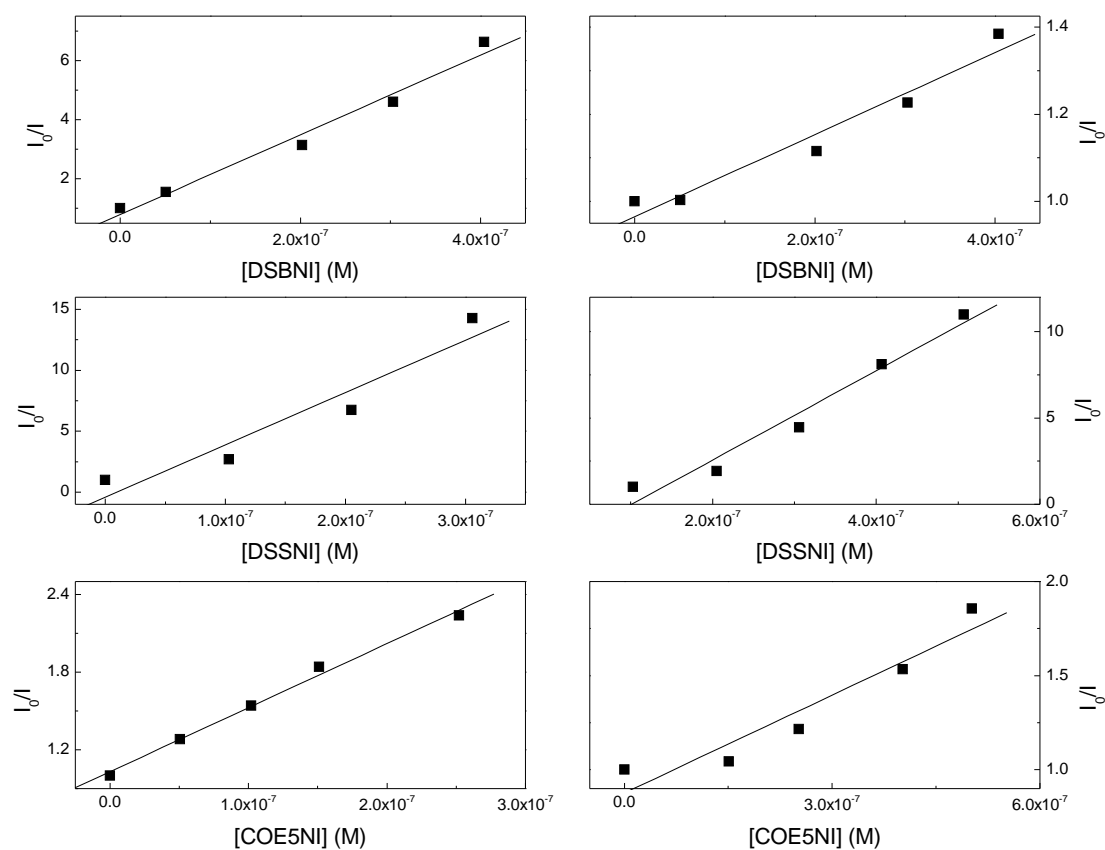 6
4
2
I₀/I
0.0 2.0x10⁻⁷ 4.0x10⁻⁷
[DSBNI] (M)
1.4
1.2
1.0
I₀/I
0.0 2.0x10⁻⁷ 4.0x10⁻⁷
[DSBNI] (M)
15
10
5
0
I₀/I
0.0 1.0x10⁻⁷ 2.0x10⁻⁷ 3.0x10⁻⁷
[DSSNI] (M)
10
5
0
I₀/I
2.0x10⁻⁷ 4.0x10⁻⁷ 6.0x10⁻⁷
[DSSNI] (M)
2.4
1.8
1.2
I₀/I
0.0 1.0x10⁻⁷ 2.0x10⁻⁷ 3.0x10⁻⁷
[COE5NI] (M)
2.0
1.5
1.0
I₀/I
0.0 3.0x10⁻⁷ 6.0x10⁻⁷
[COE5NI] (M)